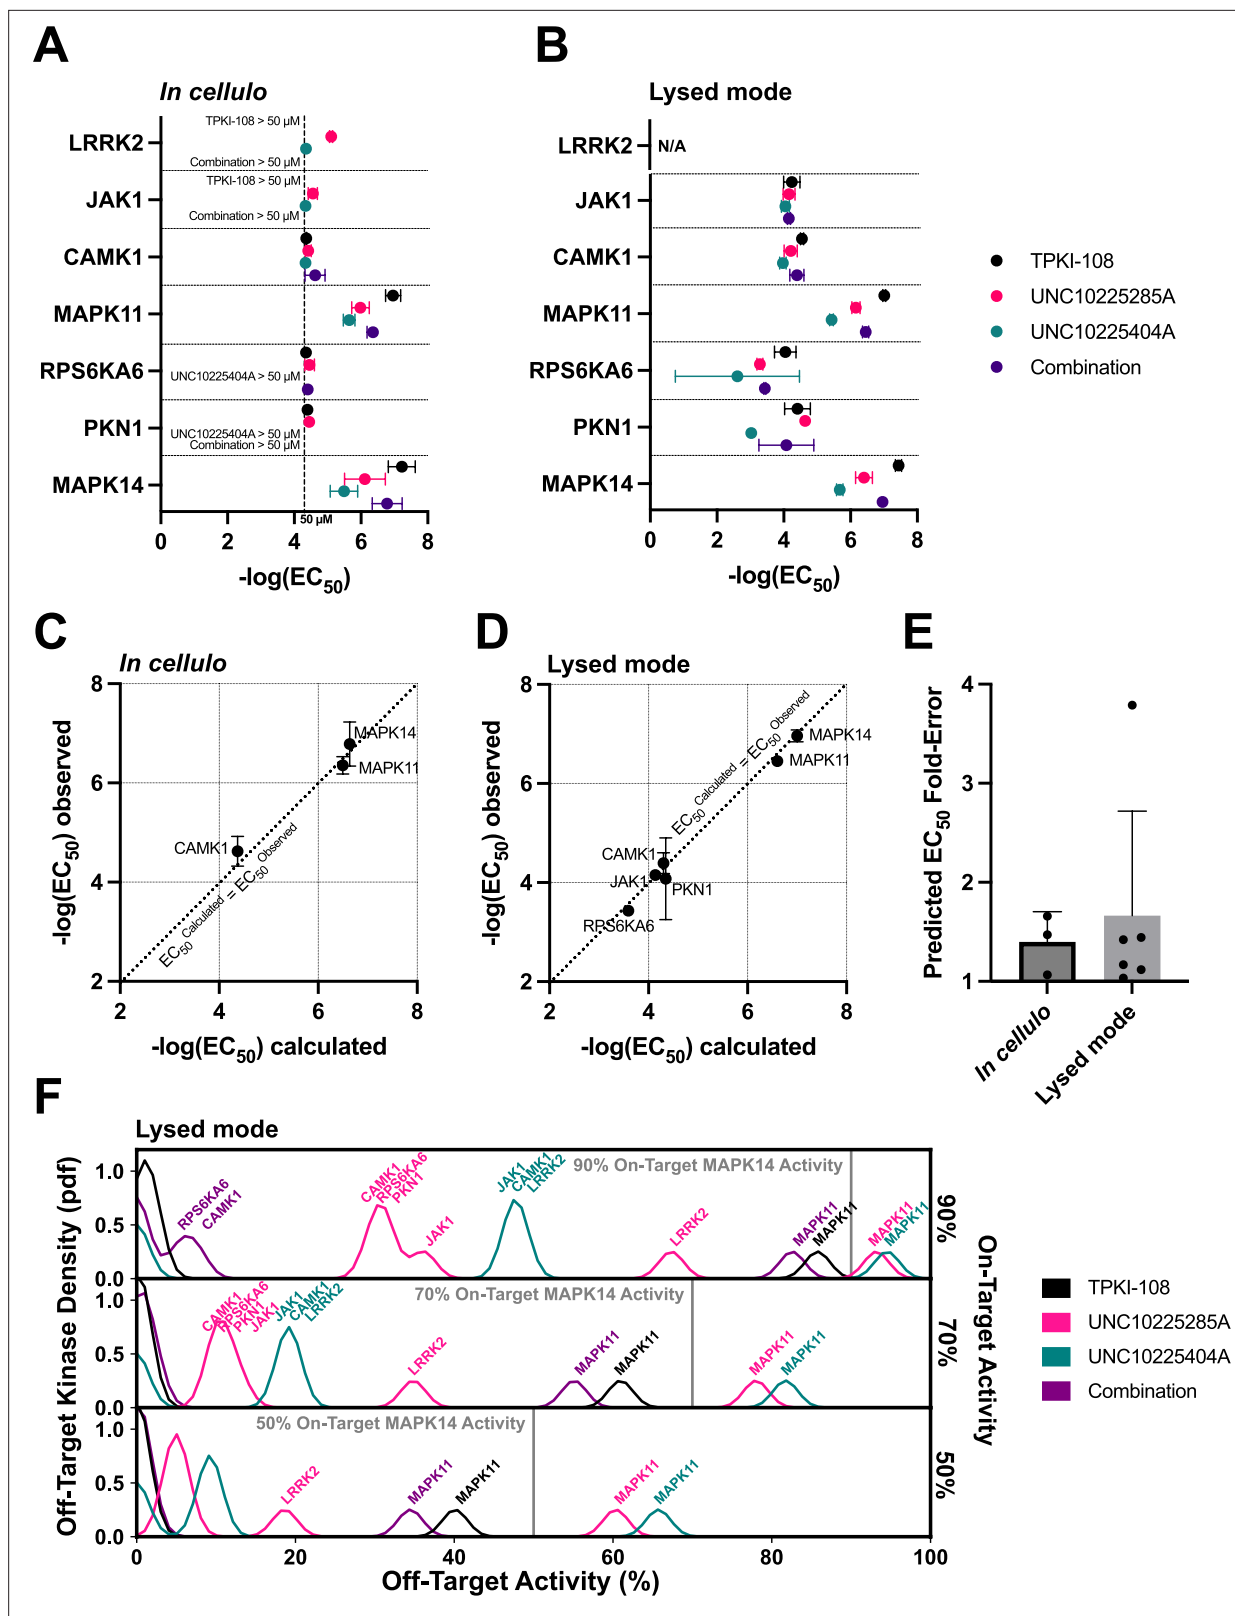 A
In cellulo
LRRK2
JAK1
CAMK1
MAPK11
RPS6KA6
PKN1
MAPK14
TPKI-108 > 50 µM
Combination > 50 µM
TPKI-108 > 50 µM
Combination > 50 µM
UNC10225404A > 50 µM
UNC10225404A > 50 µM
Combination > 50 µM
50 µM
0 2 4 6 8
-log(EC50)
B
Lysed mode
LRRK2
N/A
JAK1
CAMK1
MAPK11
RPS6KA6
PKN1
MAPK14
0 2 4 6 8
-log(EC50)
TPKI-108
UNC10225285A
UNC10225404A
Combination
C
In cellulo
-log(EC50) observed
8
6
4
2
MAPK14
MAPK11
CAMK1
EC50 Calculated = EC50 Observed
2 4 6 8
-log(EC50) calculated
D
Lysed mode
-log(EC50) observed
8
6
4
2
EC50 Calculated = EC50 Observed
MAPK14
MAPK11
CAMK1
JAK1
PKN1
RPS6KA6
2 4 6 8
-log(EC50) calculated
E
Predicted EC50 Fold-Error
4
3
2
1
In cellulo
Lysed mode
F
Lysed mode
Off-Target Kinase Density (pdf)
1.0
0.5
0.0
RPS6KA6
CAMK1
CAMK1
RPS6KA6
PKN1
JAK1
JAK1
CAMK1
LRRK2
LRRK2
90% On-Target MAPK14 Activity
MAPK11
MAPK11
MAPK11
MAPK11
90%
1.0
0.5
0.0
CAMK1
RPS6KA6
PKN1
JAK1
JAK1
CAMK1
LRRK2
LRRK2
70% On-Target MAPK14 Activity
MAPK11
MAPK11
MAPK11
MAPK11
70%
1.0
0.5
0.0
50% On-Target MAPK14 Activity
LRRK2
MAPK11
MAPK11
MAPK11
MAPK11
50%
On-Target Activity
0 20 40 60 80 100
Off-Target Activity (%)
TPKI-108
UNC10225285A
UNC10225404A
Combination